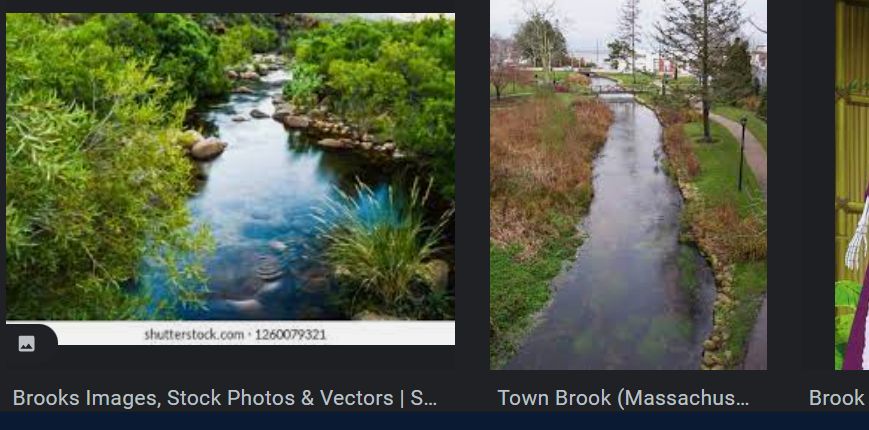 shutterstock.com · 1260079321
Brooks Images, Stock Photos & Vectors | S...
Town Brook (Massachus...
Brook